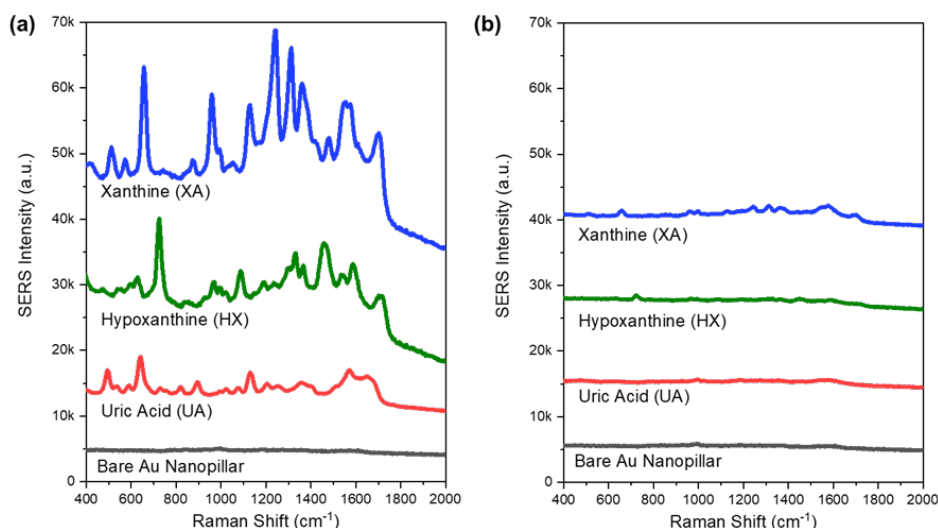 (a)
70k
60k
50k
40k
30k
20k
10k
0
SERS Intensity (a.u.)
Xanthine (XA)
Hypoxanthine (HX)
Uric Acid (UA)
Bare Au Nanopillar
400 600 800 1000 1200 1400 1600 1800 2000
Raman Shift (cm⁻¹)
(b)
70k
60k
50k
40k
30k
20k
10k
0
SERS Intensity (a.u.)
Xanthine (XA)
Hypoxanthine (HX)
Uric Acid (UA)
Bare Au Nanopillar
400 600 800 1000 1200 1400 1600 1800 2000
Raman Shift (cm⁻¹)